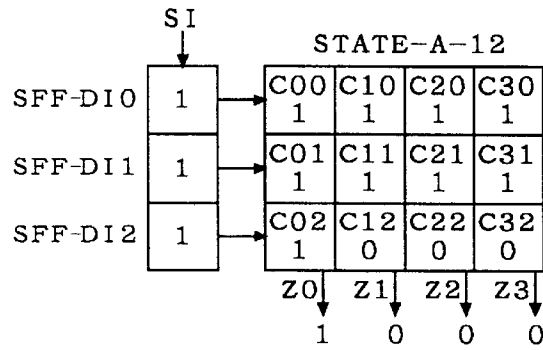 SI
STATE-A-12
SFF-DI0 1 C00 C10 C20 C30
1 1 1 1
SFF-DI1 1 C01 C11 C21 C31
1 1 1 1
SFF-DI2 1 C02 C12 C22 C32
1 0 0 0
Z0 Z1 Z2 Z3
1 0 0 0